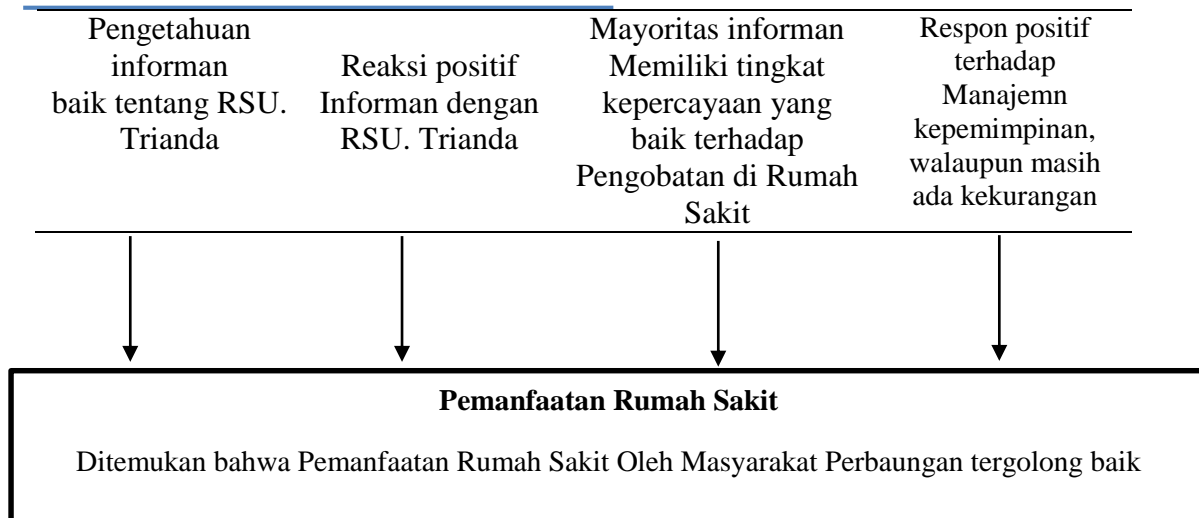 Pengetahuan
informan
baik tentang RSU.
Trianda
Reaksi positif
Informan dengan
RSU. Trianda
Mayoritas informan
Memiliki tingkat
kepercayaan yang
baik terhadap
Pengobatan di Rumah
Sakit
Respon positif
terhadap
Manajemn
kepemimpinan,
walaupun masih
ada kekurangan
Pemanfaatan Rumah Sakit
Ditemukan bahwa Pemanfaatan Rumah Sakit Oleh Masyarakat Perbaungan tergolong baik